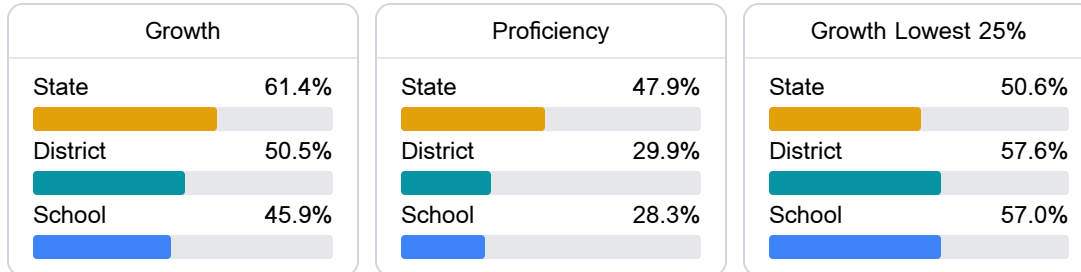 Growth
State 61.4%
District 50.5%
School 45.9%
Proficiency
State 47.9%
District 29.9%
School 28.3%
Growth Lowest 25%
State 50.6%
District 57.6%
School 57.0%